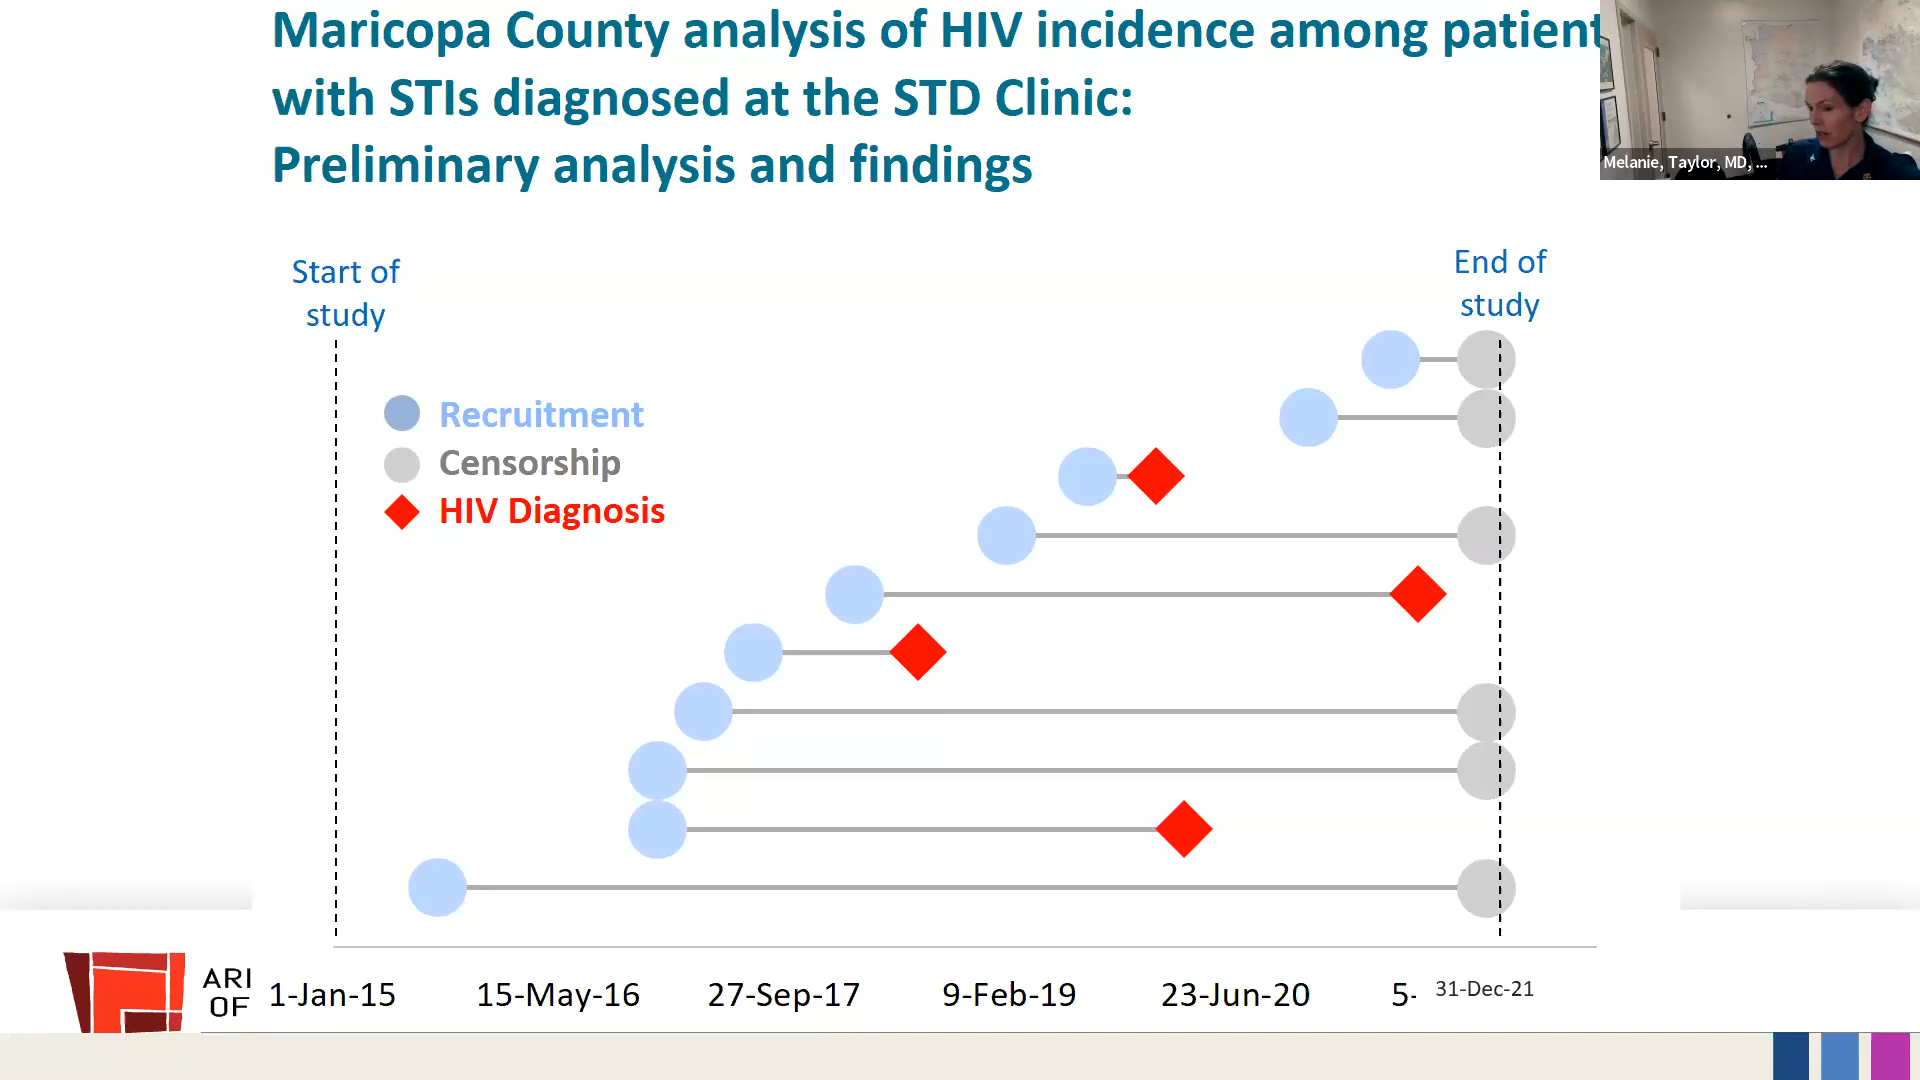 Maricopa County analysis of HIV incidence among patient
with STIs diagnosed at the STD Clinic:
Preliminary analysis and findings
Melanie, Taylor, MD, ...
Start of
study
End of
study
Recruitment
Censorship
HIV Diagnosis
ARI
OF
1-Jan-15
15-May-16
27-Sep-17
9-Feb-19
23-Jun-20
5-
31-Dec-21